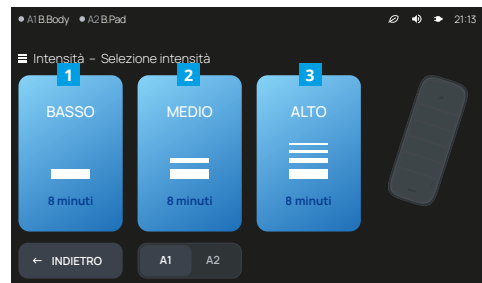 A1 B.Body A2 B.Pad 21:13
Intensità – Selezione intensità
1 2 3
BASSO MEDIO ALTO
8 minuti 8 minuti 8 minuti
← INDIETRO A1 A2